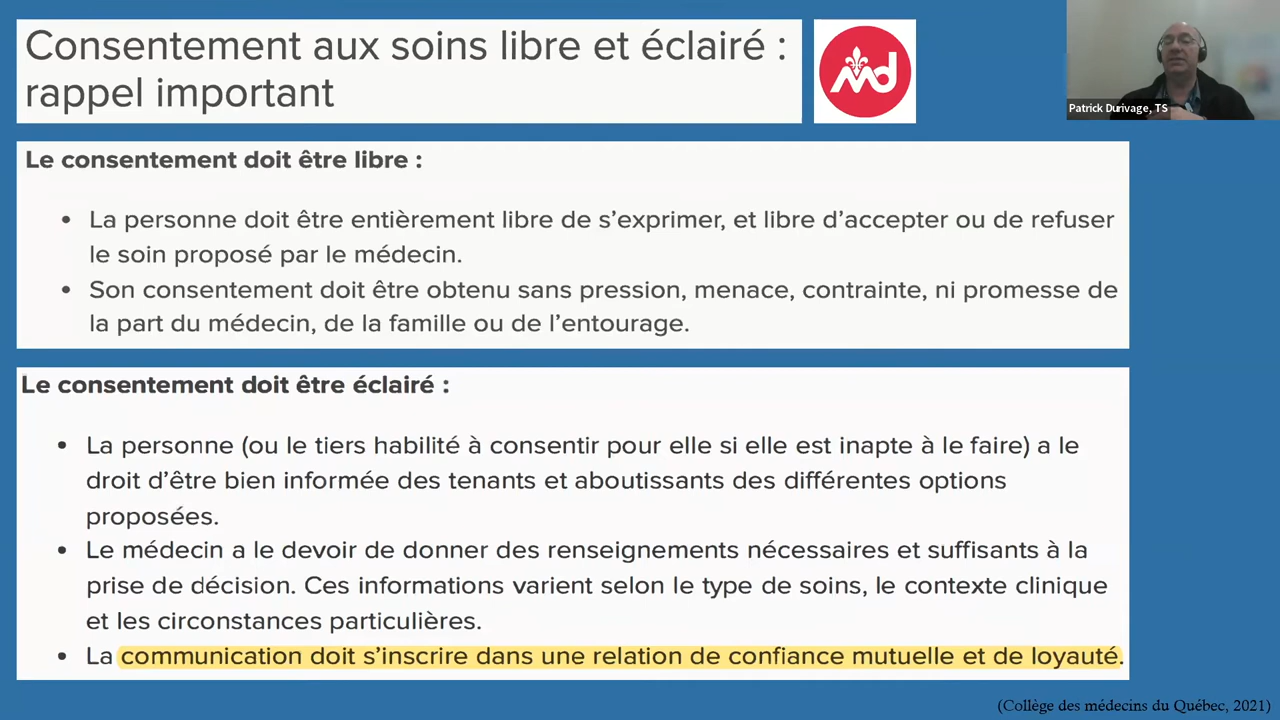 Consentement aux soins libre et éclairé :
rappel important
Md
Patrick Durivage, TS
Le consentement doit être libre :
• La personne doit être entièrement libre de s’exprimer, et libre d’accepter ou de refuser
le soin proposé par le médecin.
• Son consentement doit être obtenu sans pression, menace, contrainte, ni promesse de
la part du médecin, de la famille ou de l’entourage.
Le consentement doit être éclairé :
• La personne (ou le tiers habilité à consentir pour elle si elle est inapte à le faire) a le
droit d’être bien informée des tenants et aboutissants des différentes options
proposées.
• Le médecin a le devoir de donner des renseignements nécessaires et suffisants à la
prise de décision. Ces informations varient selon le type de soins, le contexte clinique
et les circonstances particulières.
• La communication doit s’inscrire dans une relation de confiance mutuelle et de loyauté.
(Collège des médecins du Québec, 2021)